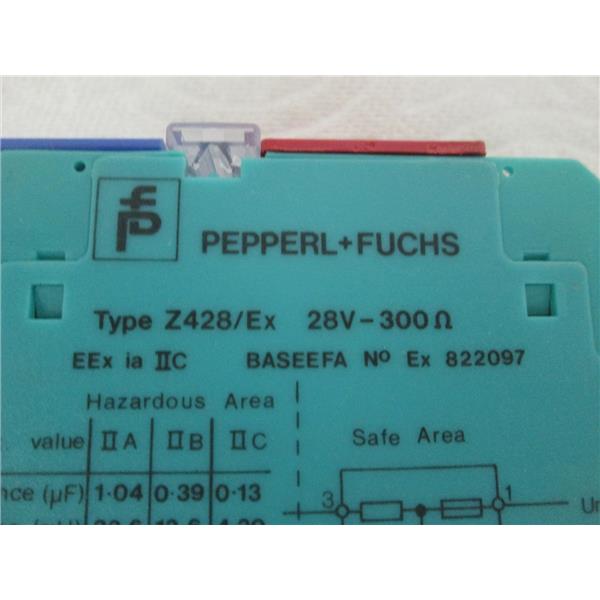 PEPPERL+FUCHS
Type Z428/Ex 28V-300Ω
EEx ia IIC BASEEFA Nº Ex 822097
Hazardous Area
Safe Area
value IIA IIB IIC
(µF) 1·04 0·39 0·13
3 1